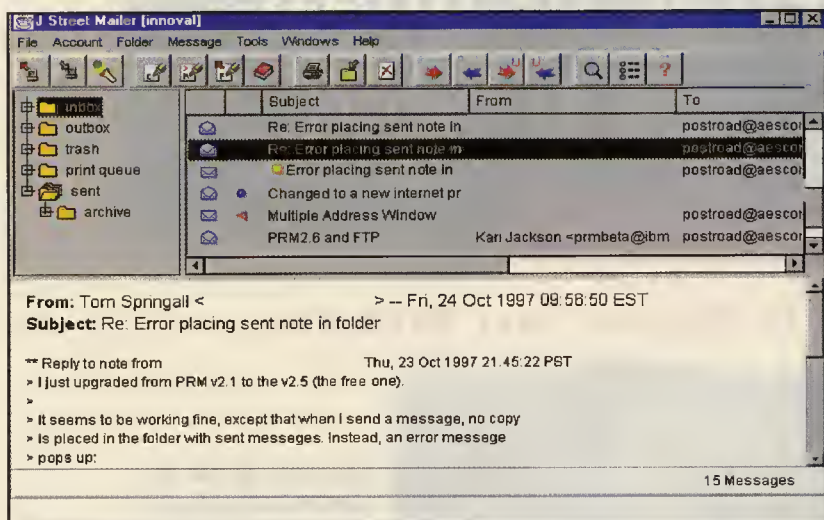 J Street Mailer [innoval]
File Account Folder Message Tools Windows Help
inbox
outbox
trash
print queue
sent
archive
Subject From To
Re: Error placing sent note in postroad@aescor
Re: Error placing sent note in postroad@aescor
Error placing sent note in postroad@aescor
Changed to a new internet pr
Multiple Address Window postroad@aescor
PRM2.6 and FTP Kari Jackson <prmbeta@ibm postroad@aescor
From: Tom Springall < > -- Fri, 24 Oct 1997 09:56:50 EST
Subject: Re: Error placing sent note in folder
** Reply to note from Thu, 23 Oct 1997 21:45:22 PST
> I just upgraded from PRM v2.1 to the v2.5 (the free one).
>
> It seems to be working fine, except that when I send a message, no copy
> is placed in the folder with sent messages. Instead, an error message
> pops up:
15 Messages